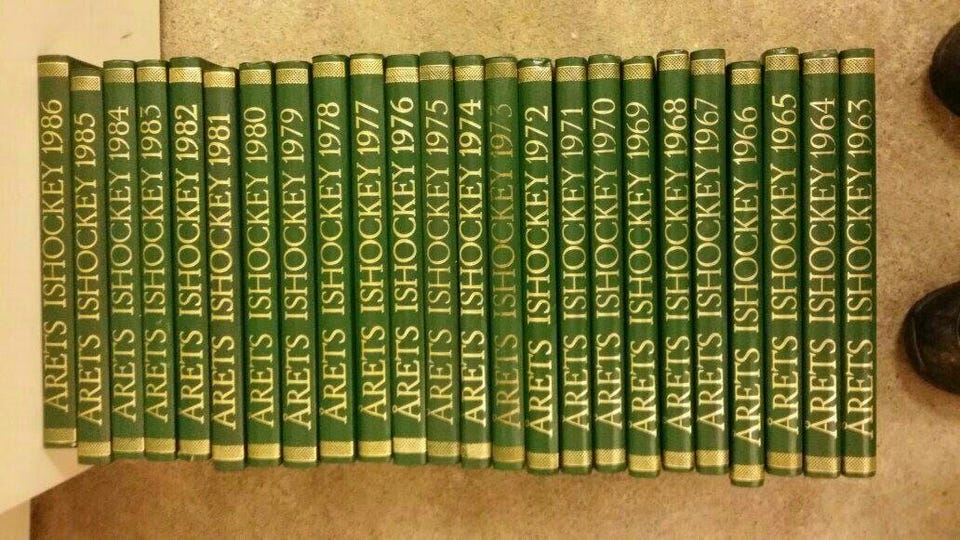 ÅRETS ISHOCKEY 1986
ÅRETS ISHOCKEY 1985
ÅRETS ISHOCKEY 1984
ÅRETS ISHOCKEY 1983
ÅRETS ISHOCKEY 1982
ÅRETS ISHOCKEY 1981
ÅRETS ISHOCKEY 1980
ÅRETS ISHOCKEY 1979
ÅRETS ISHOCKEY 1978
ÅRETS ISHOCKEY 1977
ÅRETS ISHOCKEY 1976
ÅRETS ISHOCKEY 1975
ÅRETS ISHOCKEY 1974
ÅRETS ISHOCKEY 1973
ÅRETS ISHOCKEY 1972
ÅRETS ISHOCKEY 1971
ÅRETS ISHOCKEY 1970
ÅRETS ISHOCKEY 1969
ÅRETS ISHOCKEY 1968
ÅRETS ISHOCKEY 1967
ÅRETS ISHOCKEY 1966
ÅRETS ISHOCKEY 1965
ÅRETS ISHOCKEY 1964
ÅRETS ISHOCKEY 1963